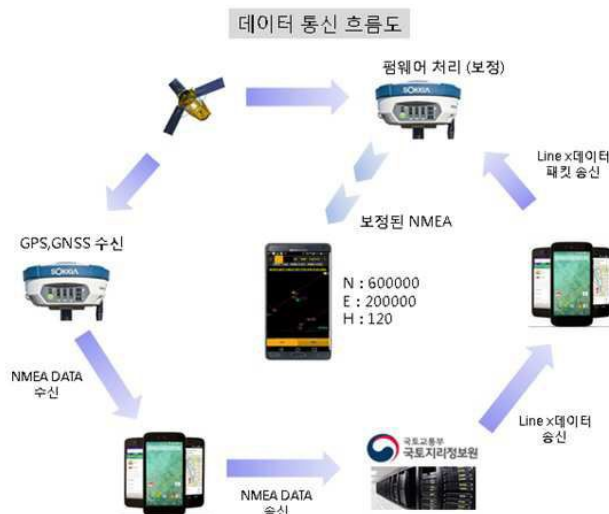 데이터 통신 흐름도
펌웨어 처리 (보정)
SOKKIA
Line x데이터
패킷 송신
보정된 NMEA
GPS,GNSS 수신
SOKKIA
N : 600000
E : 200000
H : 120
NMEA DATA
수신
Line x데이터
송신
국토교통부
국토지리정보원
NMEA DATA
송신